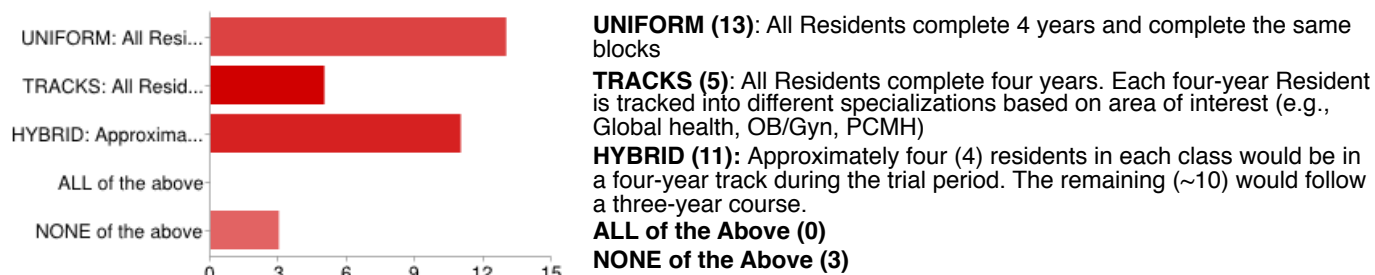 UNIFORM: All Resi...
TRACKS: All Resid...
HYBRID: Approxima...
ALL of the above
NONE of the above
0 3 6 9 12 15
UNIFORM (13): All Residents complete 4 years and complete the same
blocks
TRACKS (5): All Residents complete four years. Each four-year Resident
is tracked into different specializations based on area of interest (e.g.,
Global health, OB/Gyn, PCMH)
HYBRID (11): Approximately four (4) residents in each class would be in
a four-year track during the trial period. The remaining (~10) would follow
a three-year course.
ALL of the Above (0)
NONE of the Above (3)